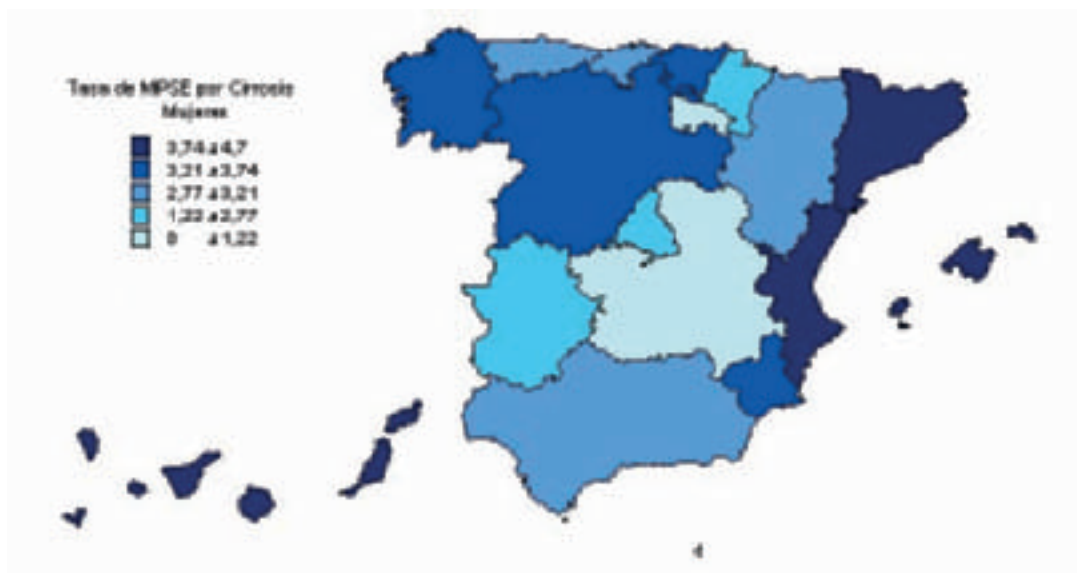 Tasa de MPSE por Cirrosis
Mujeres
3,74 a 4,7
3,21 a 3,74
2,77 a 3,21
1,22 a 2,77
0 a 1,22